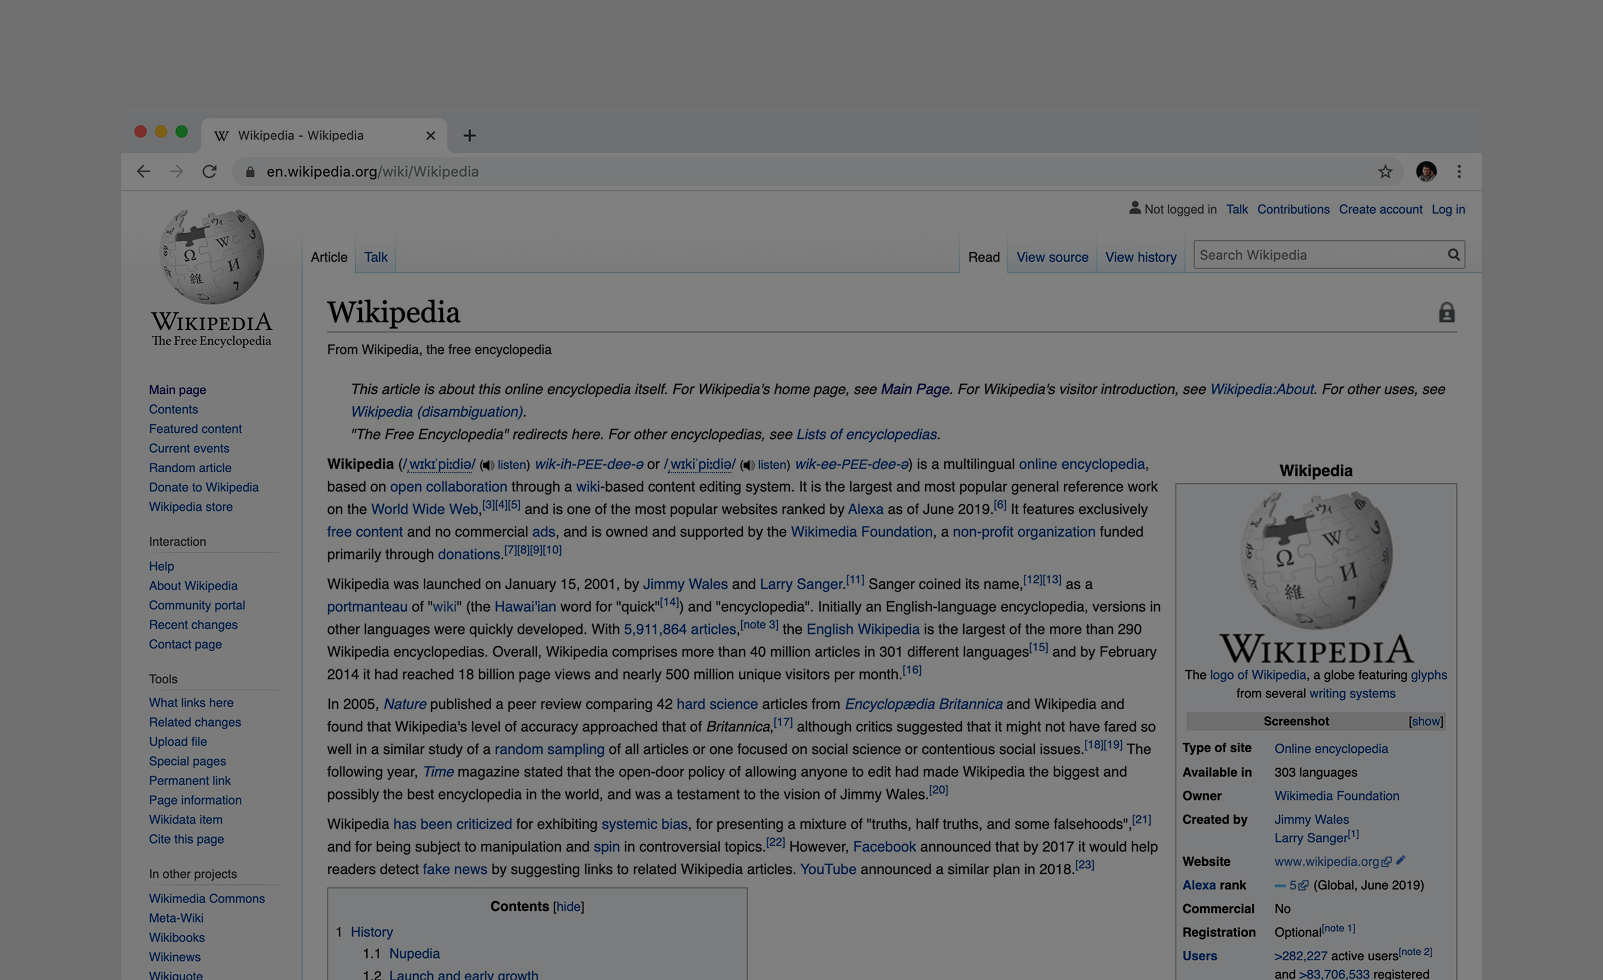 Wikipedia - Wikipedia
en.wikipedia.org/wiki/Wikipedia
Not logged in Talk Contributions Create account Log in
Article Talk Read View source View history Search Wikipedia
WIKIPEDIA
The Free Encyclopedia
Main page
Contents
Featured content
Current events
Random article
Donate to Wikipedia
Wikipedia store
Interaction
Help
About Wikipedia
Community portal
Recent changes
Contact page
Tools
What links here
Related changes
Upload file
Special pages
Permanent link
Page information
Wikidata item
Cite this page
In other projects
Wikimedia Commons
Meta-Wiki
Wikibooks
Wikinews
Wikiquote
Wikipedia
From Wikipedia, the free encyclopedia
This article is about this online encyclopedia itself. For Wikipedia's home page, see Main Page. For Wikipedia's visitor introduction, see Wikipedia:About. For other uses, see
Wikipedia (disambiguation).
"The Free Encyclopedia" redirects here. For other encyclopedias, see Lists of encyclopedias.
Wikipedia (/ˌwɪkɪˈpiːdiə/ (listen) wik-ih-PEE-dee-ə or /ˌwɪkiˈpiːdiə/ (listen) wik-ee-PEE-dee-ə) is a multilingual online encyclopedia,
based on open collaboration through a wiki-based content editing system. It is the largest and most popular general reference work
on the World Wide Web,[3][4][5] and is one of the most popular websites ranked by Alexa as of June 2019.[6] It features exclusively
free content and no commercial ads, and is owned and supported by the Wikimedia Foundation, a non-profit organization funded
primarily through donations.[7][8][9][10]
Wikipedia was launched on January 15, 2001, by Jimmy Wales and Larry Sanger.[11] Sanger coined its name,[12][13] as a
portmanteau of "wiki" (the Hawai'ian word for "quick"[14]) and "encyclopedia". Initially an English-language encyclopedia, versions in
other languages were quickly developed. With 5,911,864 articles,[note 3] the English Wikipedia is the largest of the more than 290
Wikipedia encyclopedias. Overall, Wikipedia comprises more than 40 million articles in 301 different languages[15] and by February
2014 it had reached 18 billion page views and nearly 500 million unique visitors per month.[16]
In 2005, Nature published a peer review comparing 42 hard science articles from Encyclopædia Britannica and Wikipedia and
found that Wikipedia's level of accuracy approached that of Britannica,[17] although critics suggested that it might not have fared so
well in a similar study of a random sampling of all articles or one focused on social science or contentious social issues.[18][19] The
following year, Time magazine stated that the open-door policy of allowing anyone to edit had made Wikipedia the biggest and
possibly the best encyclopedia in the world, and was a testament to the vision of Jimmy Wales.[20]
Wikipedia has been criticized for exhibiting systemic bias, for presenting a mixture of "truths, half truths, and some falsehoods",[21]
and for being subject to manipulation and spin in controversial topics.[22] However, Facebook announced that by 2017 it would help
readers detect fake news by suggesting links to related Wikipedia articles. YouTube announced a similar plan in 2018.[23]
Contents [hide]
1 History
1.1 Nupedia
1.2 Launch and early growth
Wikipedia
WIKIPEDIA
The logo of Wikipedia, a globe featuring glyphs
from several writing systems
Screenshot [show]
Type of site Online encyclopedia
Available in 303 languages
Owner Wikimedia Foundation
Created by Jimmy Wales
Larry Sanger[1]
Website www.wikipedia.org
Alexa rank 5 (Global, June 2019)
Commercial No
Registration Optional[note 1]
Users >282,227 active users[note 2]
and >83,706,533 registered